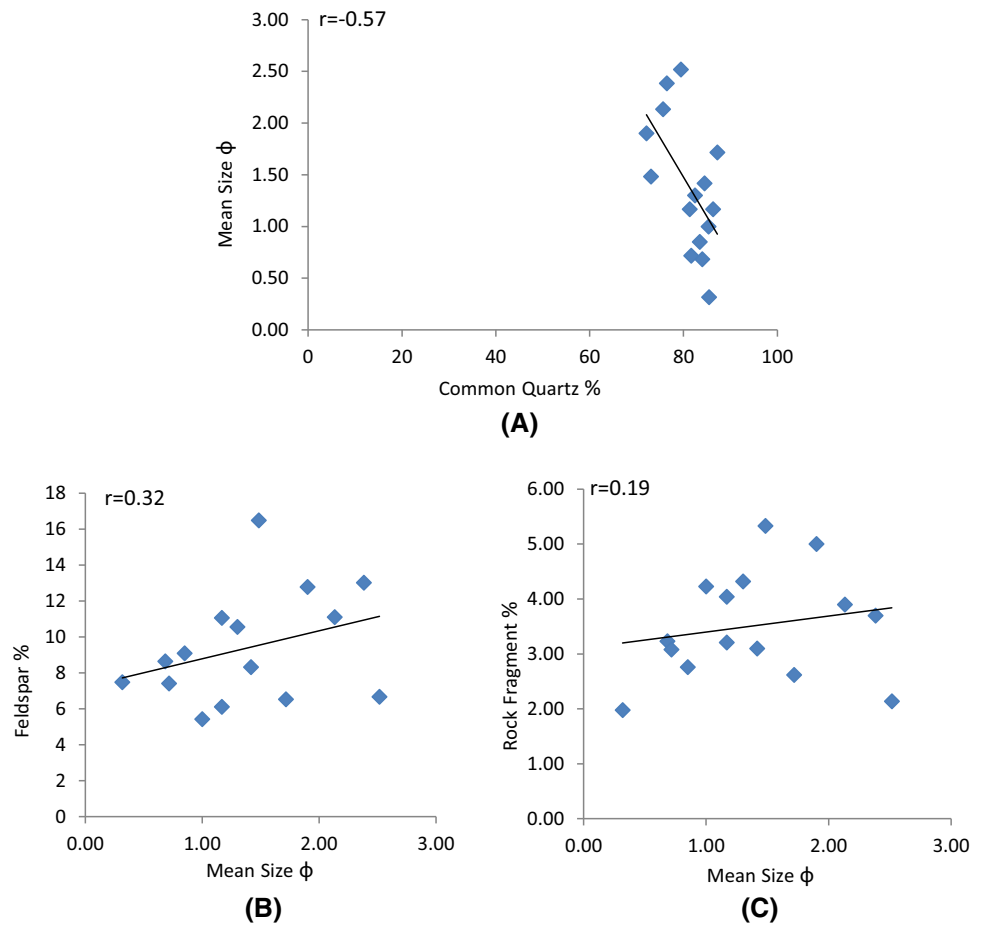 r=-0.57
3.00
2.50
2.00
1.50
1.00
0.50
0.00
Mean Size ϕ
0 20 40 60 80 100
Common Quartz %
(A)
r=0.32
18
16
14
12
10
8
6
4
2
0
Feldspar %
0.00 1.00 2.00 3.00
Mean Size ϕ
(B)
r=0.19
6.00
5.00
4.00
3.00
2.00
1.00
0.00
Rock Fragment %
0.00 1.00 2.00 3.00
Mean Size ϕ
(C)